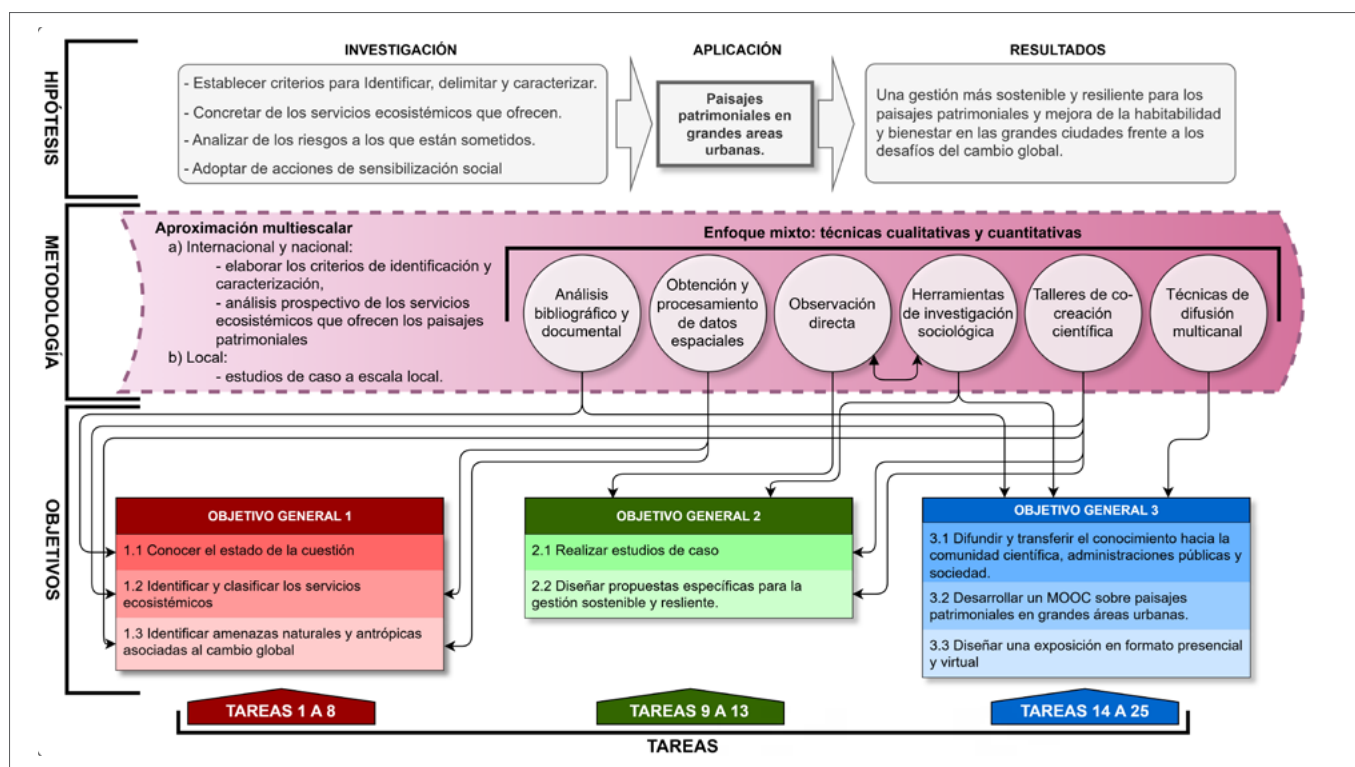 HIPÓTESIS
INVESTIGACIÓN
- Establecer criterios para Identificar, delimitar y caracterizar.
- Concretar de los servicios ecosistémicos que ofrecen.
- Analizar de los riesgos a los que están sometidos.
- Adoptar de acciones de sensibilización social
APLICACIÓN
Paisajes
patrimoniales en
grandes areas
urbanas.
RESULTADOS
Una gestión más sostenible y resiliente para los
paisajes patrimoniales y mejora de la habitabilidad
y bienestar en las grandes ciudades frente a los
desafíos del cambio global.
METODOLOGÍA
Aproximación multiescalar
a) Internacional y nacional:
- elaborar los criterios de identificación y
caracterización,
- análisis prospectivo de los servicios
ecosistémicos que ofrecen los paisajes
patrimoniales
b) Local:
- estudios de caso a escala local.
Enfoque mixto: técnicas cualitativas y cuantitativas
Análisis
bibliográfico y
documental
Obtención y
procesamiento
de datos
espaciales
Observación
directa
Herramientas
de investigación
sociológica
Talleres de co-
creación
científica
Técnicas de
difusión
multicanal
OBJETIVOS
OBJETIVO GENERAL 1
1.1 Conocer el estado de la cuestión
1.2 Identificar y clasificar los servicios
ecosistémicos
1.3 Identificar amenazas naturales y antrópicas
asociadas al cambio global
OBJETIVO GENERAL 2
2.1 Realizar estudios de caso
2.2 Diseñar propuestas específicas para la
gestión sostenible y resliente.
OBJETIVO GENERAL 3
3.1 Difundir y transferir el conocimiento hacia la
comunidad científica, administraciones públicas y
sociedad.
3.2 Desarrollar un MOOC sobre paisajes
patrimoniales en grandes áreas urbanas.
3.3 Diseñar una exposición en formato presencial
y virtual
TAREAS 1 A 8
TAREAS 9 A 13
TAREAS 14 A 25
TAREAS